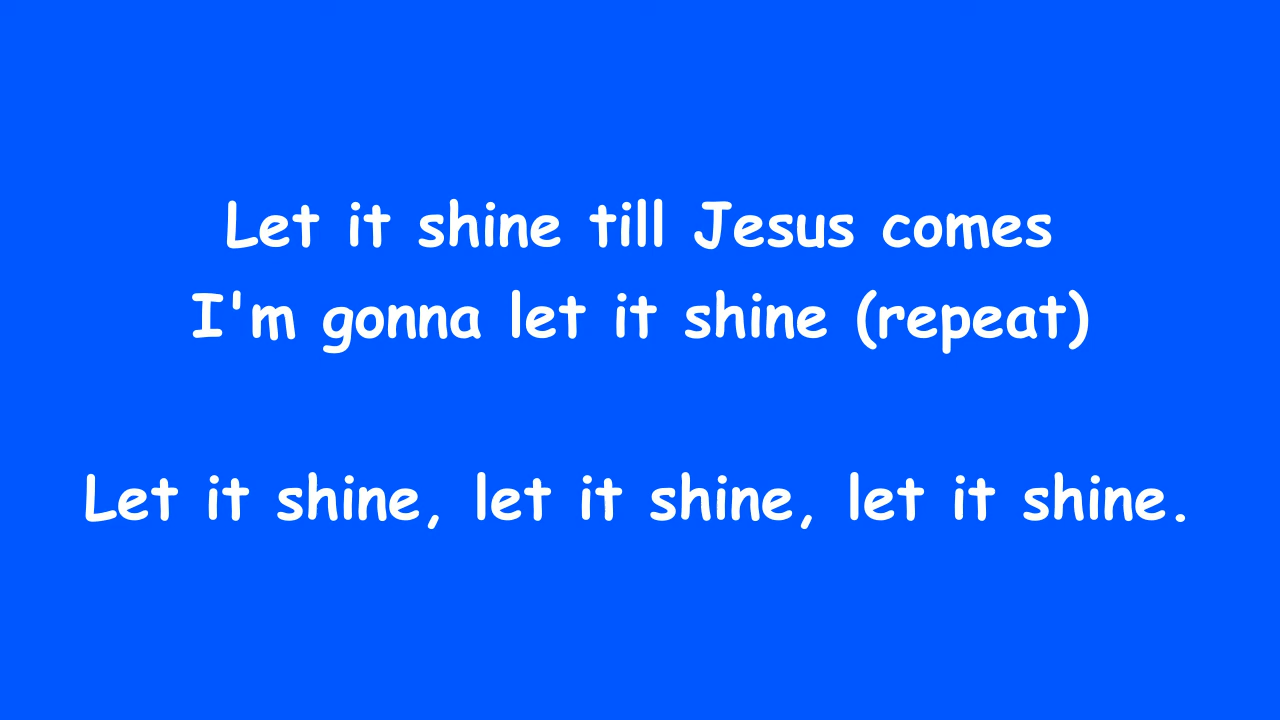 Let it shine till Jesus comes
I'm gonna let it shine (repeat)
Let it shine, let it shine, let it shine.